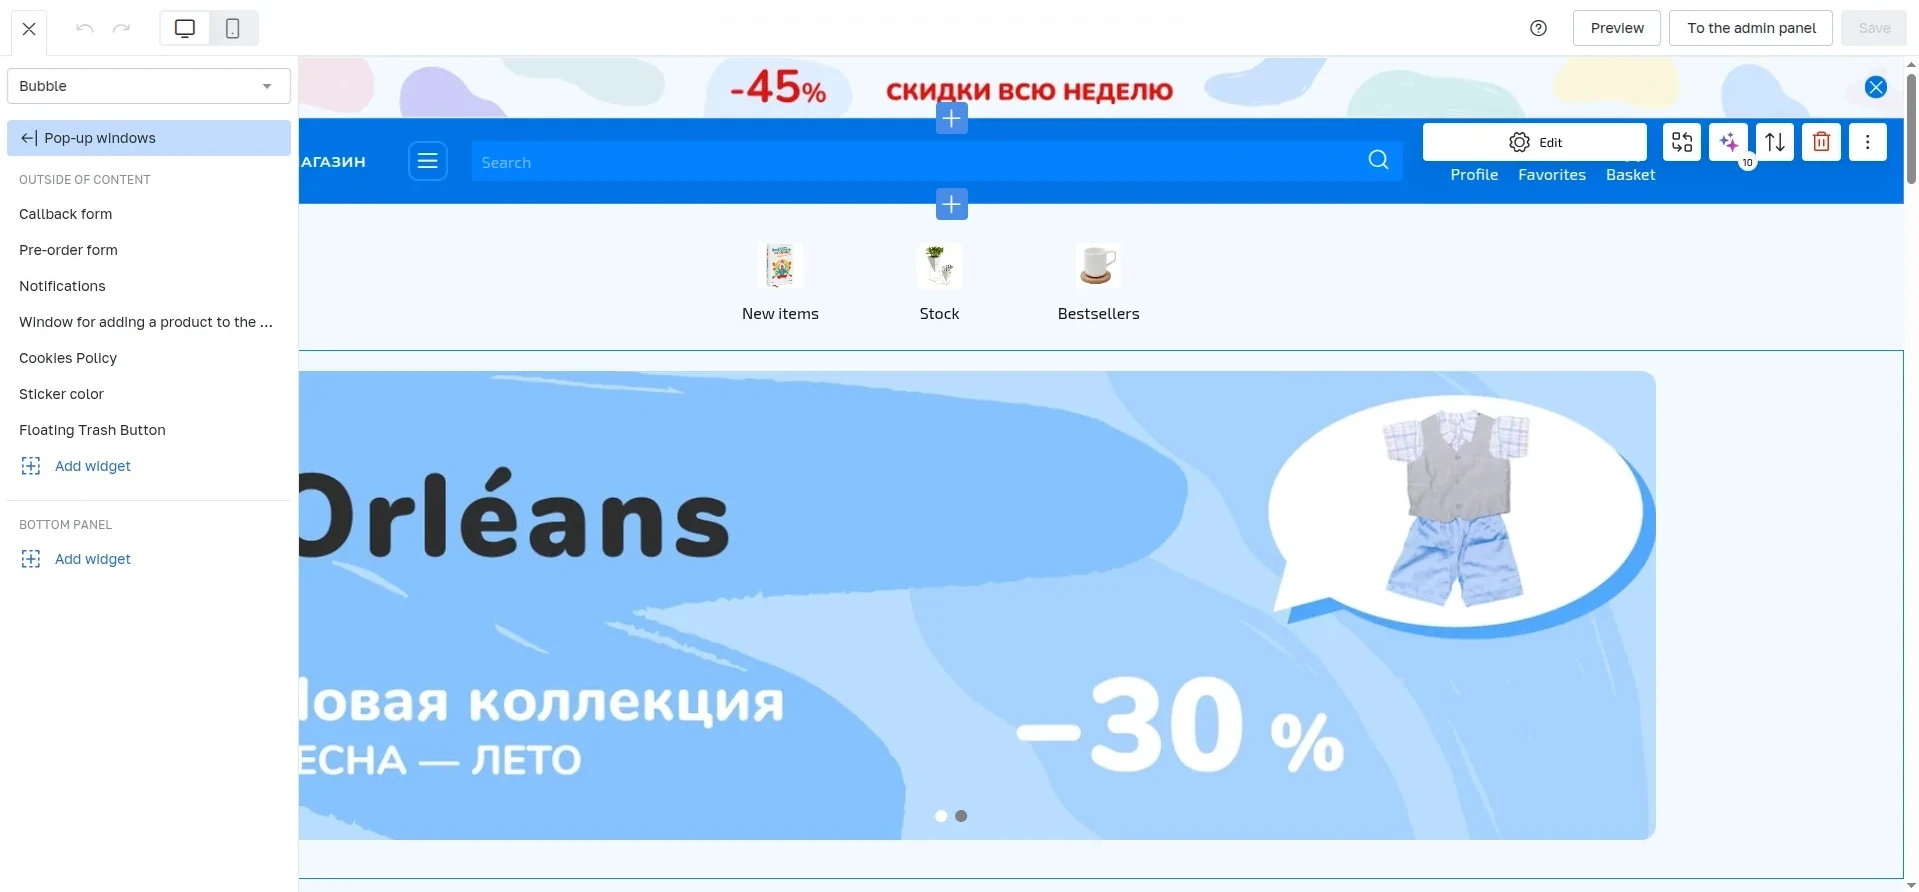 Preview
To the admin panel
Save
Bubble
Pop-up windows
OUTSIDE OF CONTENT
Callback form
Pre-order form
Notifications
Window for adding a product to the ...
Cookies Policy
Sticker color
Floating Trash Button
Add widget
BOTTOM PANEL
Add widget
-45% СКИДКИ ВСЮ НЕДЕЛЮ
АГАЗИН
Search
Edit
10
Profile
Favorites
Basket
New items
Stock
Bestsellers
Orléans
Новая коллекция
ЕСНА — ЛЕТО
–30 %